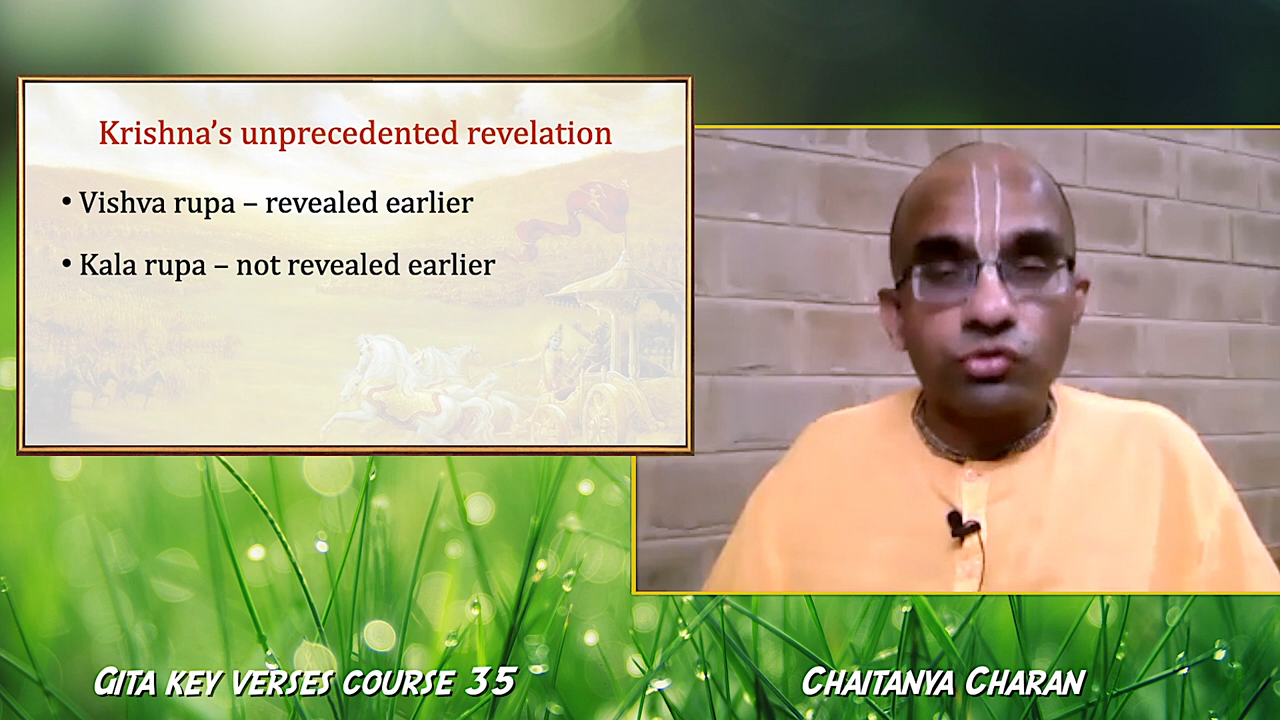 Krishna’s unprecedented revelation
• Vishva rupa – revealed earlier
• Kala rupa – not revealed earlier
Gita key verses course 35
Chaitanya Charan